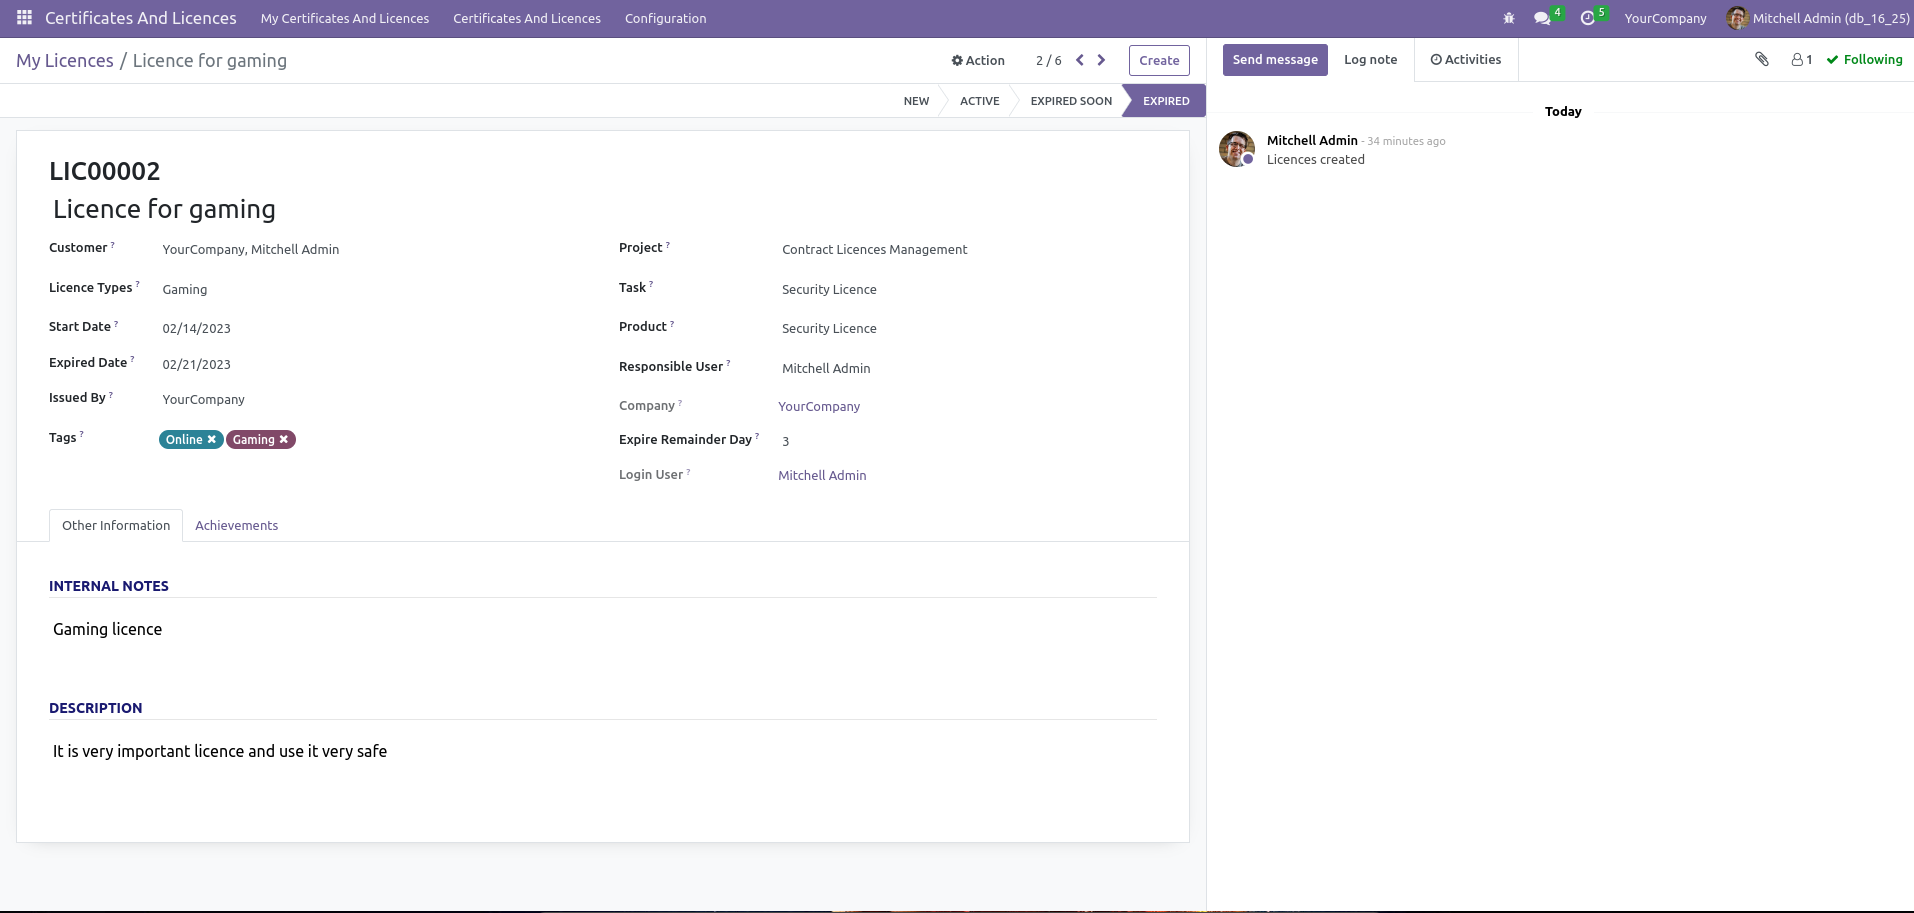 Certificates And Licences My Certificates And Licences Certificates And Licences Configuration 4 5 YourCompany Mitchell Admin (db_16_25)
My Licences / Licence for gaming Action 2 / 6 Create Send message Log note Activities 1 Following
NEW ACTIVE EXPIRED SOON EXPIRED
LIC00002
Licence for gaming
Customer ? YourCompany, Mitchell Admin
Licence Types ? Gaming
Start Date ? 02/14/2023
Expired Date ? 02/21/2023
Issued By ? YourCompany
Tags ? Online Gaming
Project ? Contract Licences Management
Task ? Security Licence
Product ? Security Licence
Responsible User ? Mitchell Admin
Company ? YourCompany
Expire Remainder Day ? 3
Login User ? Mitchell Admin
Other Information Achievements
INTERNAL NOTES
Gaming licence
DESCRIPTION
It is very important licence and use it very safe
Today
Mitchell Admin - 34 minutes ago
Licences created